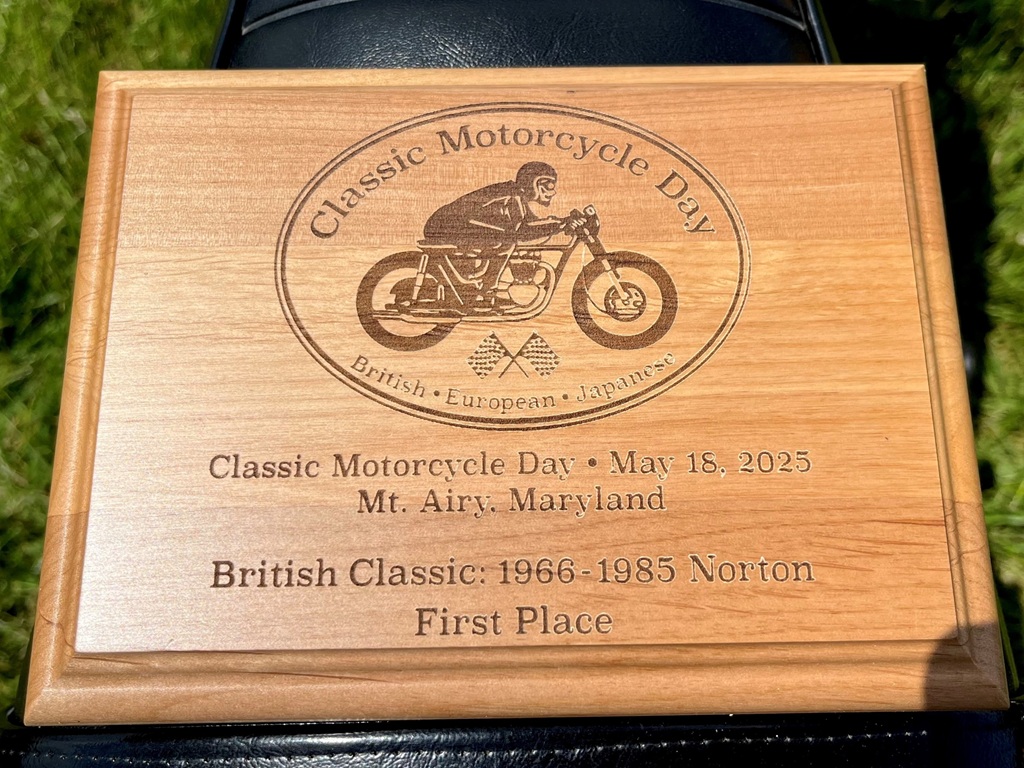 Classic Motorcycle Day
British • European • Japanese
Classic Motorcycle Day • May 18, 2025
Mt. Airy, Maryland
British Classic: 1966-1985 Norton
First Place